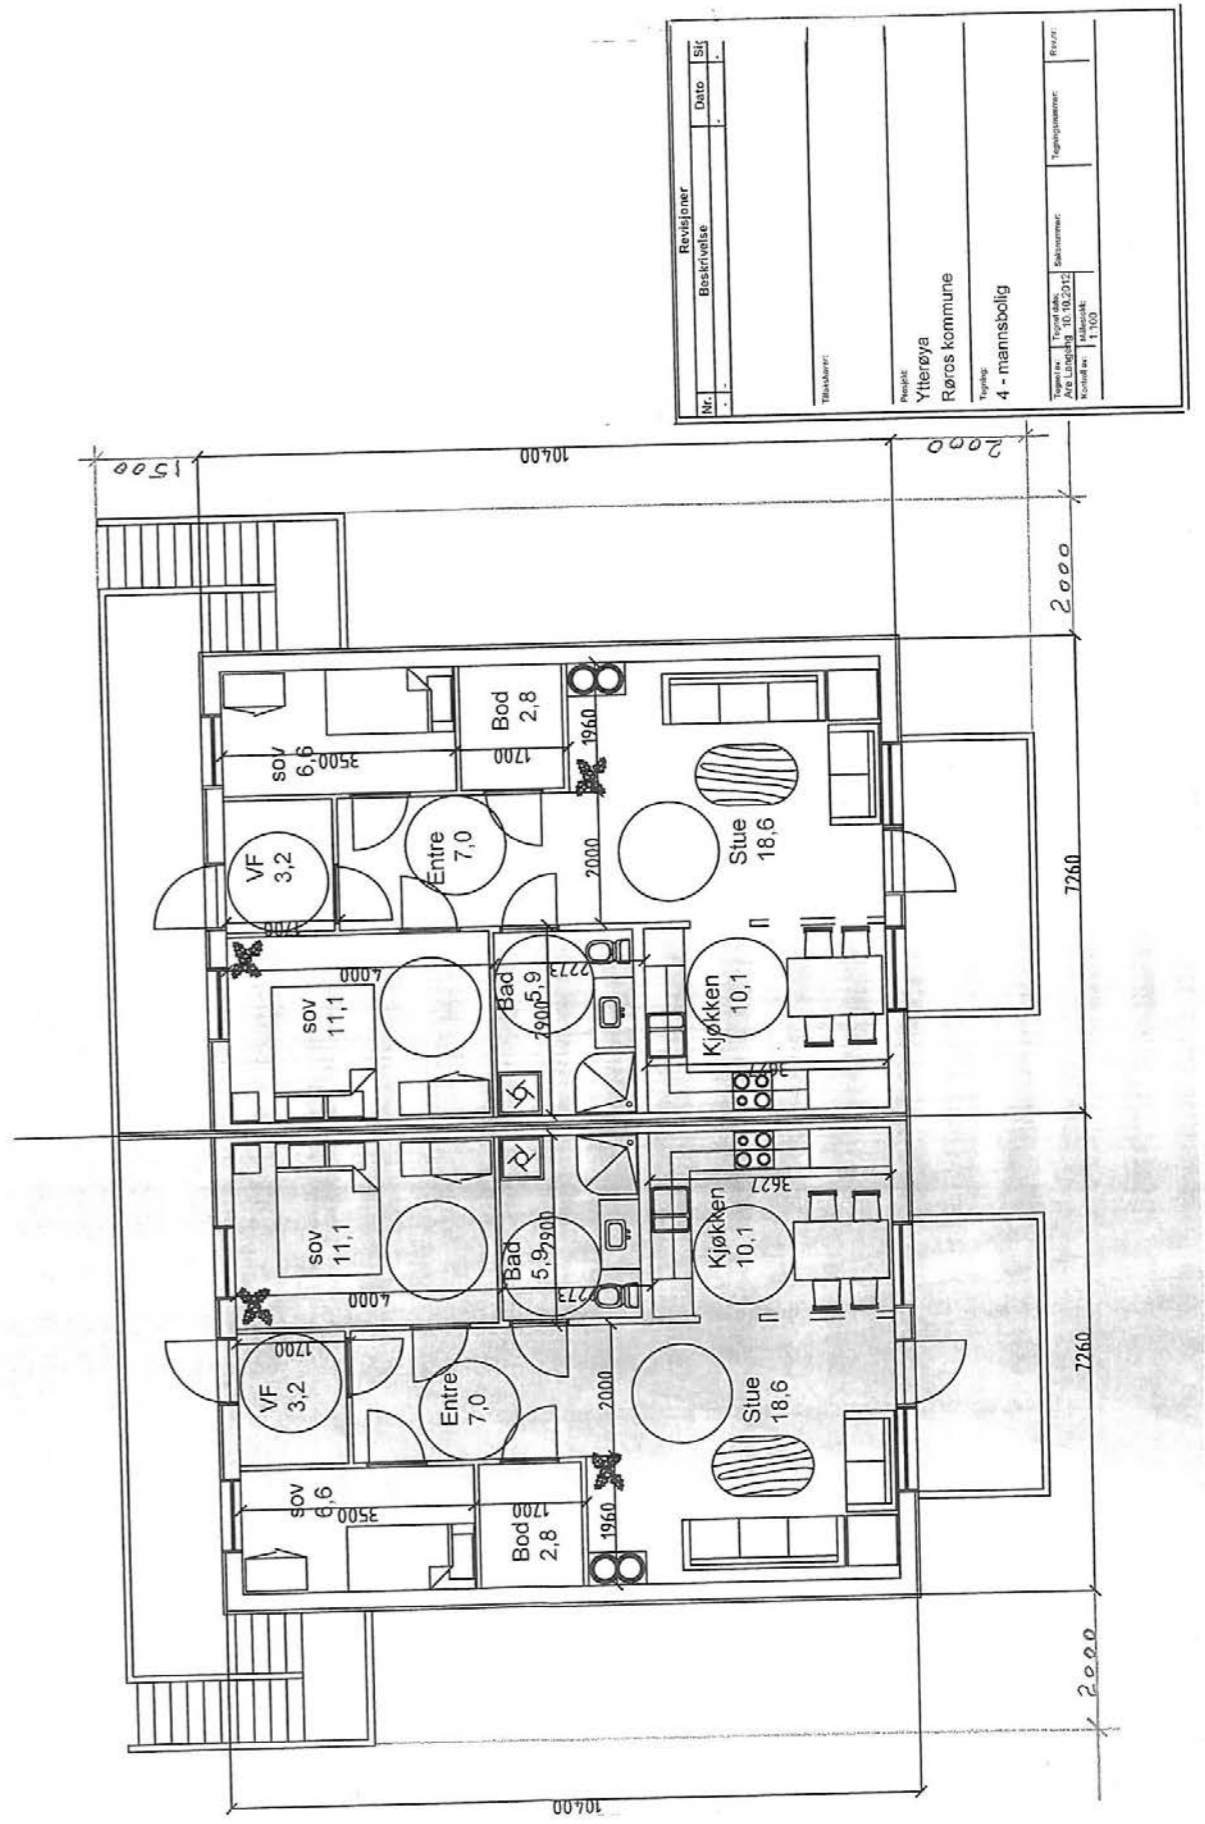 Revisjoner
Nr. Beskrivelse Dato Sig
Tiltakshaver:
Prosjekt:
Ytterøya
Røros kommune
Tegning:
4 - mannsbolig
Tegnet av: Tegnet dato: Saksnummer: Tegningsnummer: Rev.nr:
Are Langeng 10.10.2012
Kontroll av: Målestokk:
1:100
1500
10400
2000
2000
sov
6,6
3500
Bod
2,8
1700
1960
VF
3,2
1700
Entre
7,0
2000
Stue
18,6
sov
11,1
4000
Bad
5,9
2900
2273
Kjøkken
10,1
3627
7260
sov
11,1
4000
Bad
5,9
2900
2273
Kjøkken
10,1
3627
VF
3,2
1700
Entre
7,0
2000
Stue
18,6
sov
6,6
3500
Bod
2,8
1700
1960
7260
2000
10400